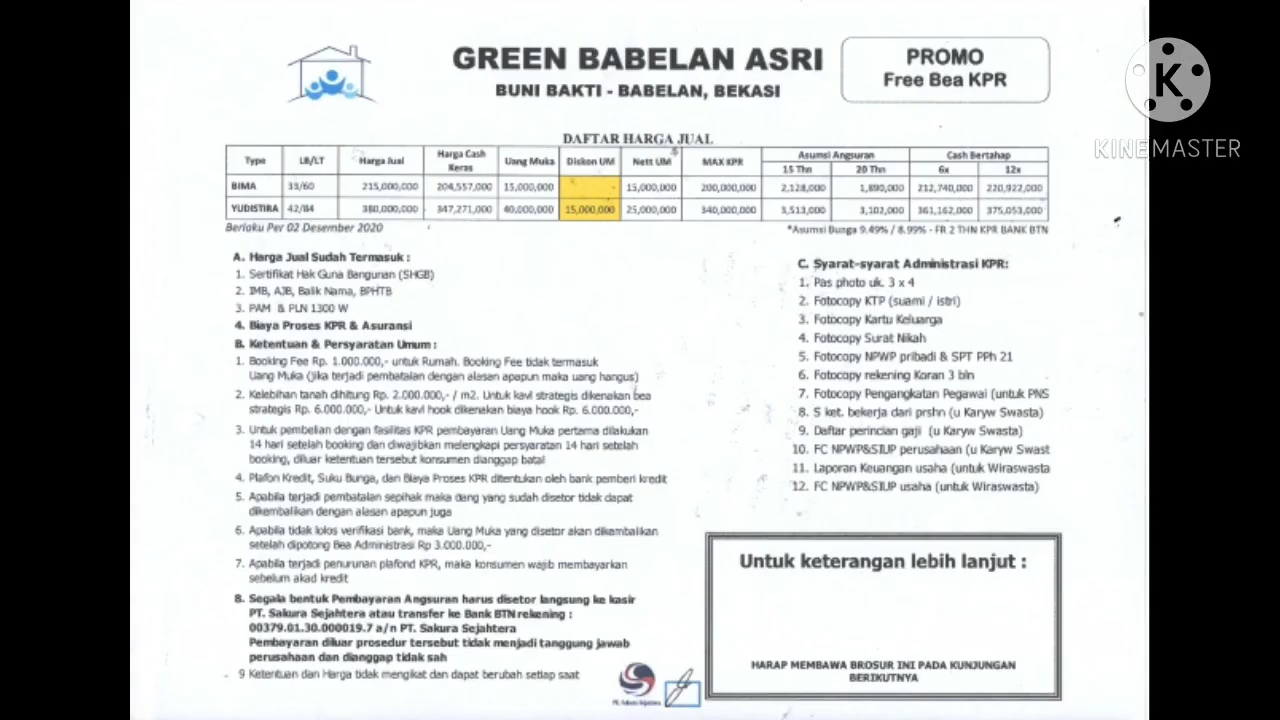 GREEN BABELAN ASRI
BUNI BAKTI - BABELAN, BEKASI
PROMO
Free Bea KPR
KINEMASTER
DAFTAR HARGA JUAL
Type LB/LT Harga Jual Harga Cash Keras Uang Muka Diskon UM Nett UM MAX KPR Asumsi Angsuran Cash Bertahap
15 Thn 20 Thn 6x 12x
BIMA 33/60 215,000,000 204,557,000 15,000,000 - 15,000,000 200,000,000 2,128,000 1,890,000 212,740,000 220,922,000
YUDISTIRA 42/84 380,000,000 347,271,000 40,000,000 15,000,000 25,000,000 340,000,000 3,513,000 3,102,000 361,162,000 375,053,000
Berlaku Per 02 Desember 2020
*Asumsi Bunga 9.49% / 8.99% - FR 2 THN KPR BANK BTN
A. Harga Jual Sudah Termasuk :
1. Sertifikat Hak Guna Bangunan (SHGB)
2. IMB, AJB, Balik Nama, BPHTB
3. PAM & PLN 1300 W
4. Biaya Proses KPR & Asuransi
B. Ketentuan & Persyaratan Umum :
1. Booking Fee Rp. 1.000.000,- untuk Rumah. Booking Fee tidak termasuk
Uang Muka (jika terjadi pembatalan dengan alasan apapun maka uang hangus)
2. Kelebihan tanah dihitung Rp. 2.000.000,- / m2. Untuk kavl strategis dikenakan bea
strategis Rp. 6.000.000,- Untuk kavl hook dikenakan biaya hook Rp. 6.000.000,-
3. Untuk pembelian dengan fasilitas KPR pembayaran Uang Muka pertama dilakukan
14 hari setelah booking dan diwajibkan melengkapi persyaratan 14 hari setelah
booking, diluar ketentuan tersebut konsumen dianggap batal
4. Plafon Kredit, Suku Bunga, dan Biaya Proses KPR ditentukan oleh bank pemberi kredit
5. Apabila terjadi pembatalan sepihak maka uang yang sudah disetor tidak dapat
dikembalikan dengan alasan apapun juga
6. Apabila tidak lolos verifikasi bank, maka Uang Muka yang disetor akan dikembalikan
setelah dipotong Bea Administrasi Rp 3.000.000,-
7. Apabila terjadi penurunan plafond KPR, maka konsumen wajib membayarkan
sebelum akad kredit
8. Segala bentuk Pembayaran Angsuran harus disetor langsung ke kasir
PT. Sakura Sejahtera atau transfer ke Bank BTN rekening :
00379.01.30.000019.7 a/n PT. Sakura Sejahtera
Pembayaran diluar prosedur tersebut tidak menjadi tanggung jawab
perusahaan dan dianggap tidak sah
9 Ketentuan dan Harga tidak mengikat dan dapat berubah setiap saat
PT. Sakura Sejahtera
C. Syarat-syarat Administrasi KPR:
1. Pas photo uk. 3 x 4
2. Fotocopy KTP (suami / istri)
3. Fotocopy Kartu Keluarga
4. Fotocopy Surat Nikah
5. Fotocopy NPWP pribadi & SPT PPh 21
6. Fotocopy rekening Koran 3 bln
7. Fotocopy Pengangkatan Pegawai (untuk PNS
8. S ket. bekerja dari prshn (u Karyw Swasta)
9. Daftar perincian gaji (u Karyw Swasta)
10. FC NPWP&SIUP perusahaan (u Karyw Swast
11. Laporan Keuangan usaha (untuk Wiraswasta
12. FC NPWP&SIUP usaha (untuk Wiraswasta)
Untuk keterangan lebih lanjut :
HARAP MEMBAWA BROSUR INI PADA KUNJUNGAN
BERIKUTNYA